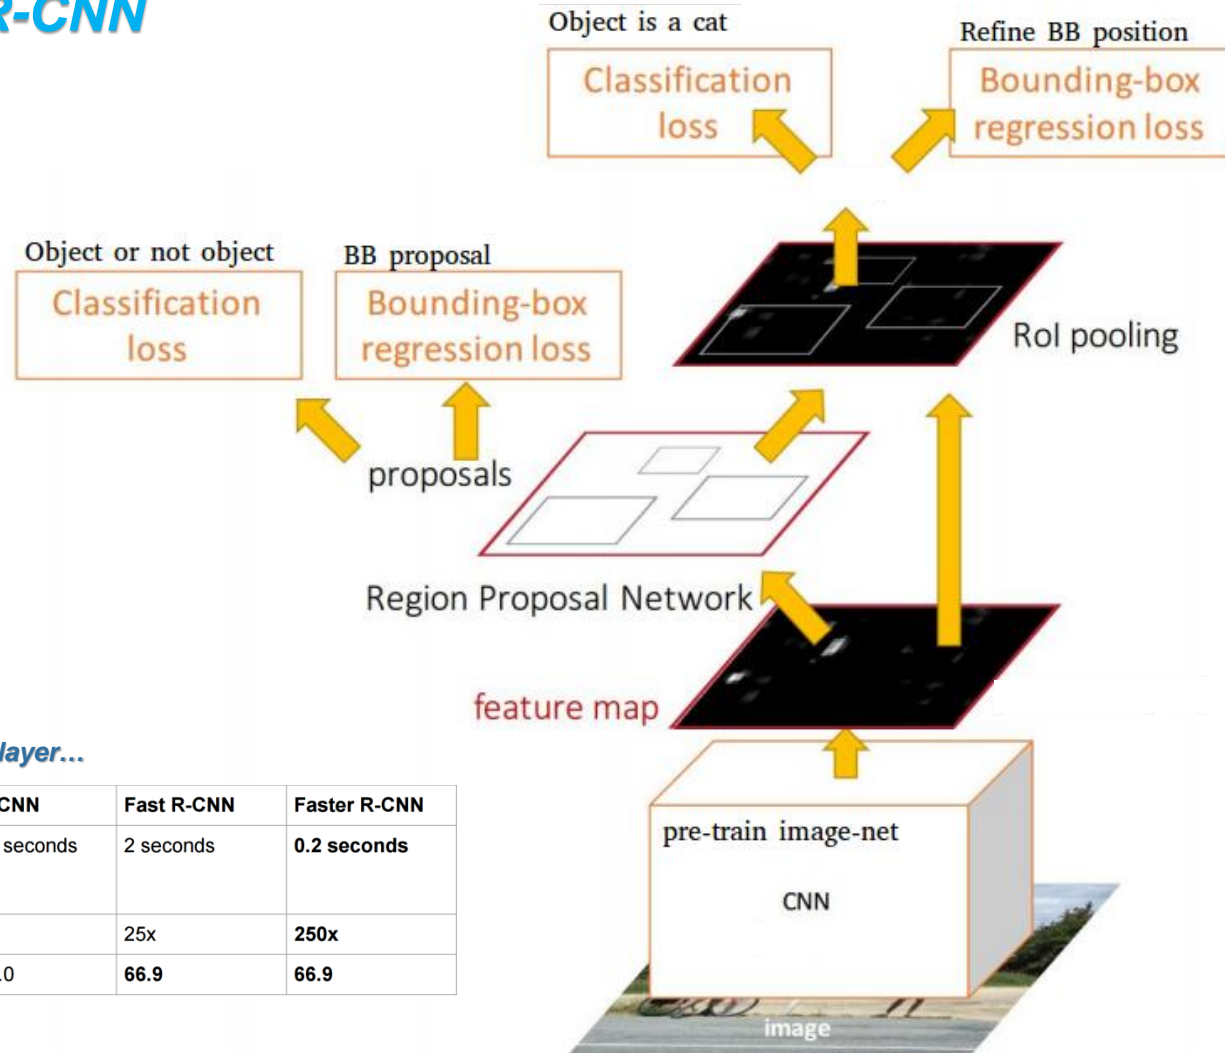 R-CNN
Object is a cat
Classification
loss
Refine BB position
Bounding-box
regression loss
Object or not object
Classification
loss
BB proposal
Bounding-box
regression loss
RoI pooling
proposals
Region Proposal Network
feature map
layer...
CNN Fast R-CNN Faster R-CNN
seconds 2 seconds 0.2 seconds
25x 250x
.0 66.9 66.9
pre-train image-net
CNN
image